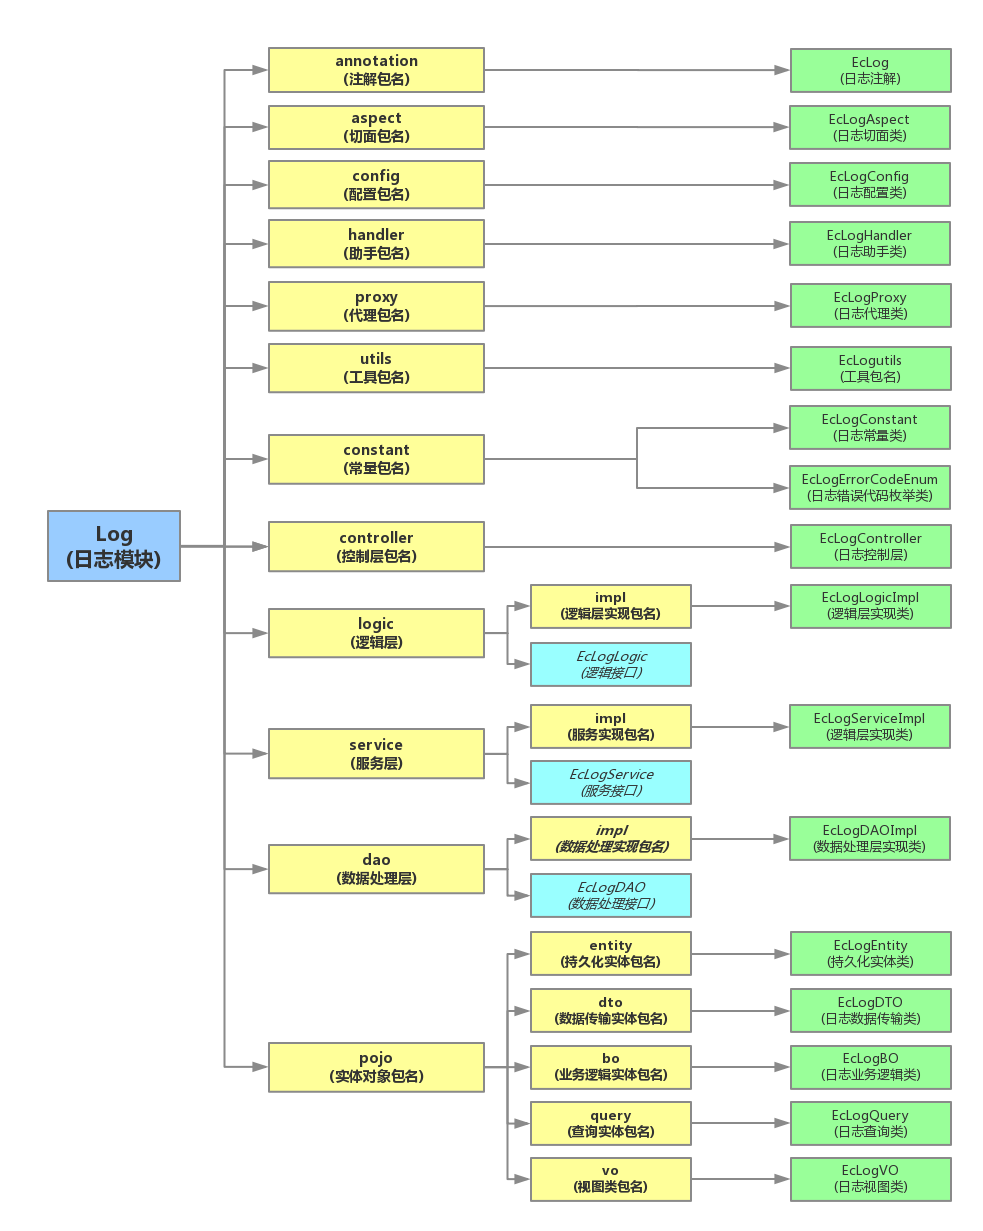 Log
(日志模块)
annotation
(注解包名)
EcLog
(日志注解)
aspect
(切面包名)
EcLogAspect
(日志切面类)
config
(配置包名)
EcLogConfig
(日志配置类)
handler
(助手包名)
EcLogHandler
(日志助手类)
proxy
(代理包名)
EcLogProxy
(日志代理类)
utils
(工具包名)
EcLogutils
(工具包名)
constant
(常量包名)
EcLogConstant
(日志常量类)
EcLogErrorCodeEnum
(日志错误代码枚举类)
controller
(控制层包名)
EcLogController
(日志控制层)
logic
(逻辑层)
impl
(逻辑层实现包名)
EcLogLogicImpl
(逻辑层实现类)
EcLogLogic
(逻辑接口)
service
(服务层)
impl
(服务实现包名)
EcLogServiceImpl
(逻辑层实现类)
EcLogService
(服务接口)
dao
(数据处理层)
impl
(数据处理实现包名)
EcLogDAOImpl
(数据处理层实现类)
EcLogDAO
(数据处理接口)
pojo
(实体对象包名)
entity
(持久化实体包名)
EcLogEntity
(持久化实体类)
dto
(数据传输实体包名)
EcLogDTO
(日志数据传输类)
bo
(业务逻辑实体包名)
EcLogBO
(日志业务逻辑类)
query
(查询实体包名)
EcLogQuery
(日志查询类)
vo
(视图类包名)
EcLogVO
(日志视图类)